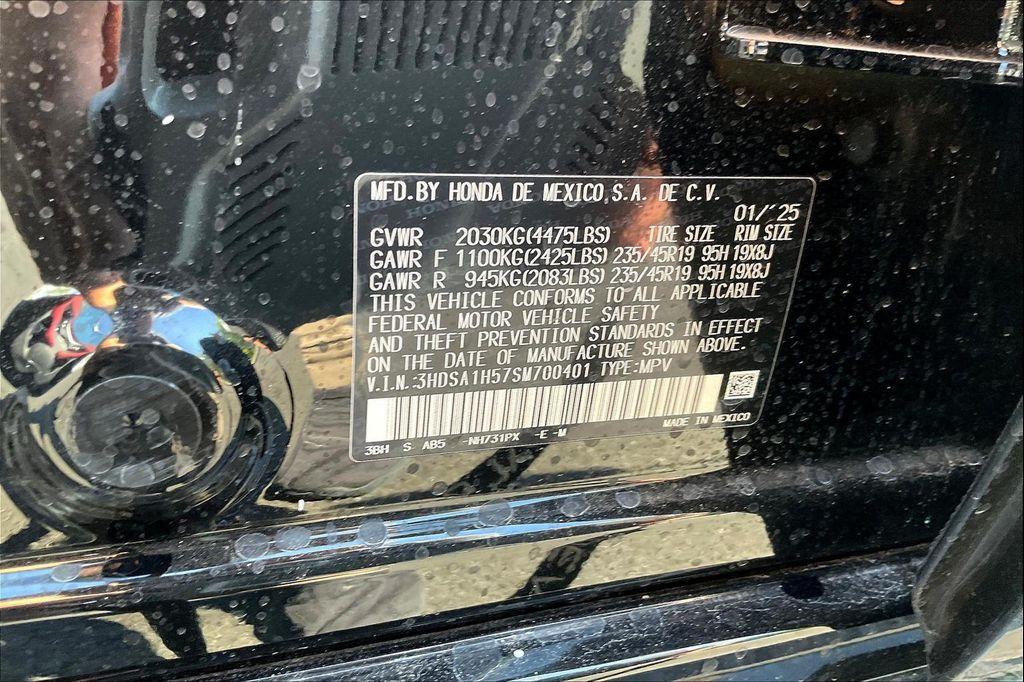 MFD.BY HONDA DE MEXICO,S.A. DE C.V.
01/'25
GVWR 2030KG(4475LBS) TIRE SIZE RIM SIZE
GAWR F 1100KG(2425LBS) 235/45R19 95H 19X8J
GAWR R 945KG(2083LBS) 235/45R19 95H 19X8J
THIS VEHICLE CONFORMS TO ALL APPLICABLE
FEDERAL MOTOR VEHICLE SAFETY
AND THEFT PREVENTION STANDARDS IN EFFECT
ON THE DATE OF MANUFACTURE SHOWN ABOVE.
V.I.N.:3HDSA1H57SM700401 TYPE:MPV
MADE IN MEXICO
3BH S AB5 -NH731PX -E -M